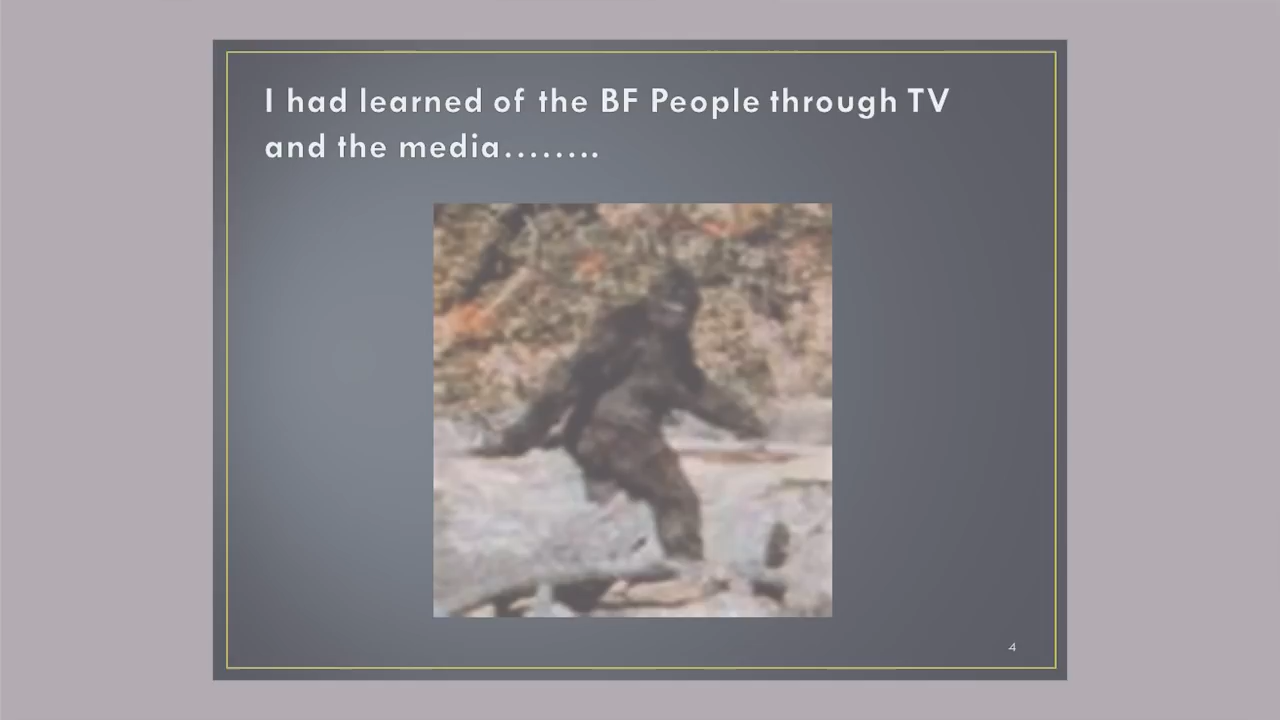 I had learned of the BF People through TV
and the media........
4